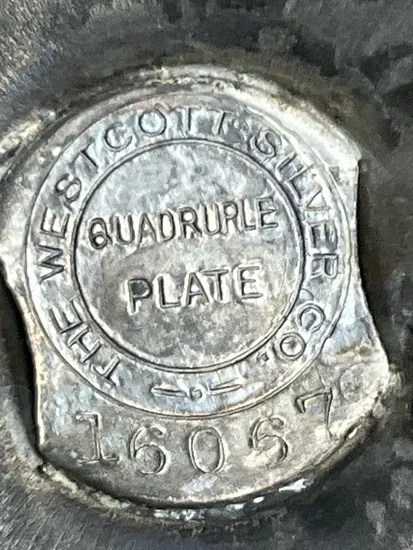 THE WESTCOTT SILVER CO.
QUADRUPLE
PLATE
16067